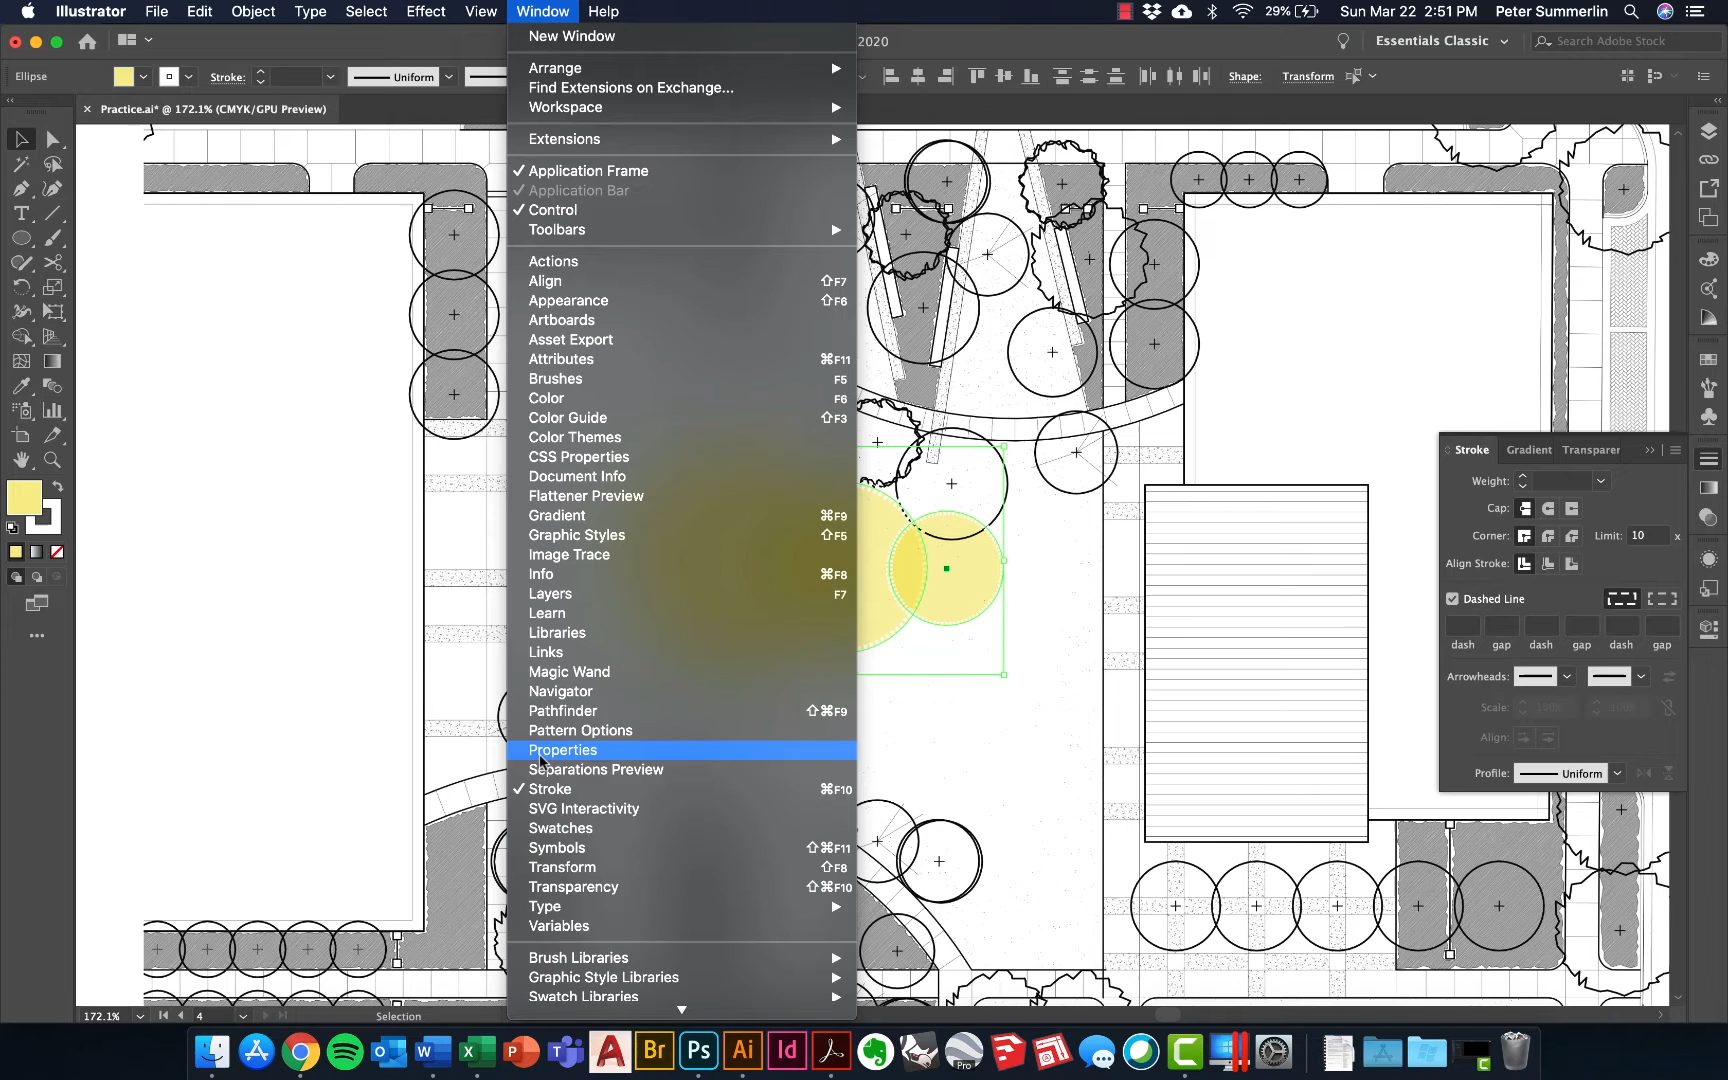 Illustrator File Edit Object Type Select Effect View Window Help
29% Sun Mar 22 2:51 PM Peter Summerlin
2020 Essentials Classic Search Adobe Stock
Ellipse Stroke: Uniform Shape: Transform
Practice.ai* @ 172.1% (CMYK/GPU Preview)
New Window
Arrange
Find Extensions on Exchange...
Workspace
Extensions
✓ Application Frame
✓ Application Bar
✓ Control
Toolbars
Actions
Align ⇧F7
Appearance ⇧F6
Artboards
Asset Export
Attributes ⌘F11
Brushes F5
Color F6
Color Guide ⇧F3
Color Themes
CSS Properties
Document Info
Flattener Preview
Gradient ⌘F9
Graphic Styles ⇧F5
Image Trace
Info ⌘F8
Layers F7
Learn
Libraries
Links
Magic Wand
Navigator
Pathfinder ⇧⌘F9
Pattern Options
Properties
Separations Preview
✓ Stroke ⌘F10
SVG Interactivity
Swatches
Symbols ⇧⌘F11
Transform ⇧F8
Transparency ⇧⌘F10
Type
Variables
Brush Libraries
Graphic Style Libraries
Swatch Libraries
Stroke Gradient Transparer
Weight:
Cap:
Corner: Limit: 10 x
Align Stroke:
Dashed Line
dash gap dash gap dash gap
Arrowheads:
Scale: 100% 100%
Align:
Profile: Uniform
172.1% 4 Selection
W X P A Br Ps Ai Id Pro C